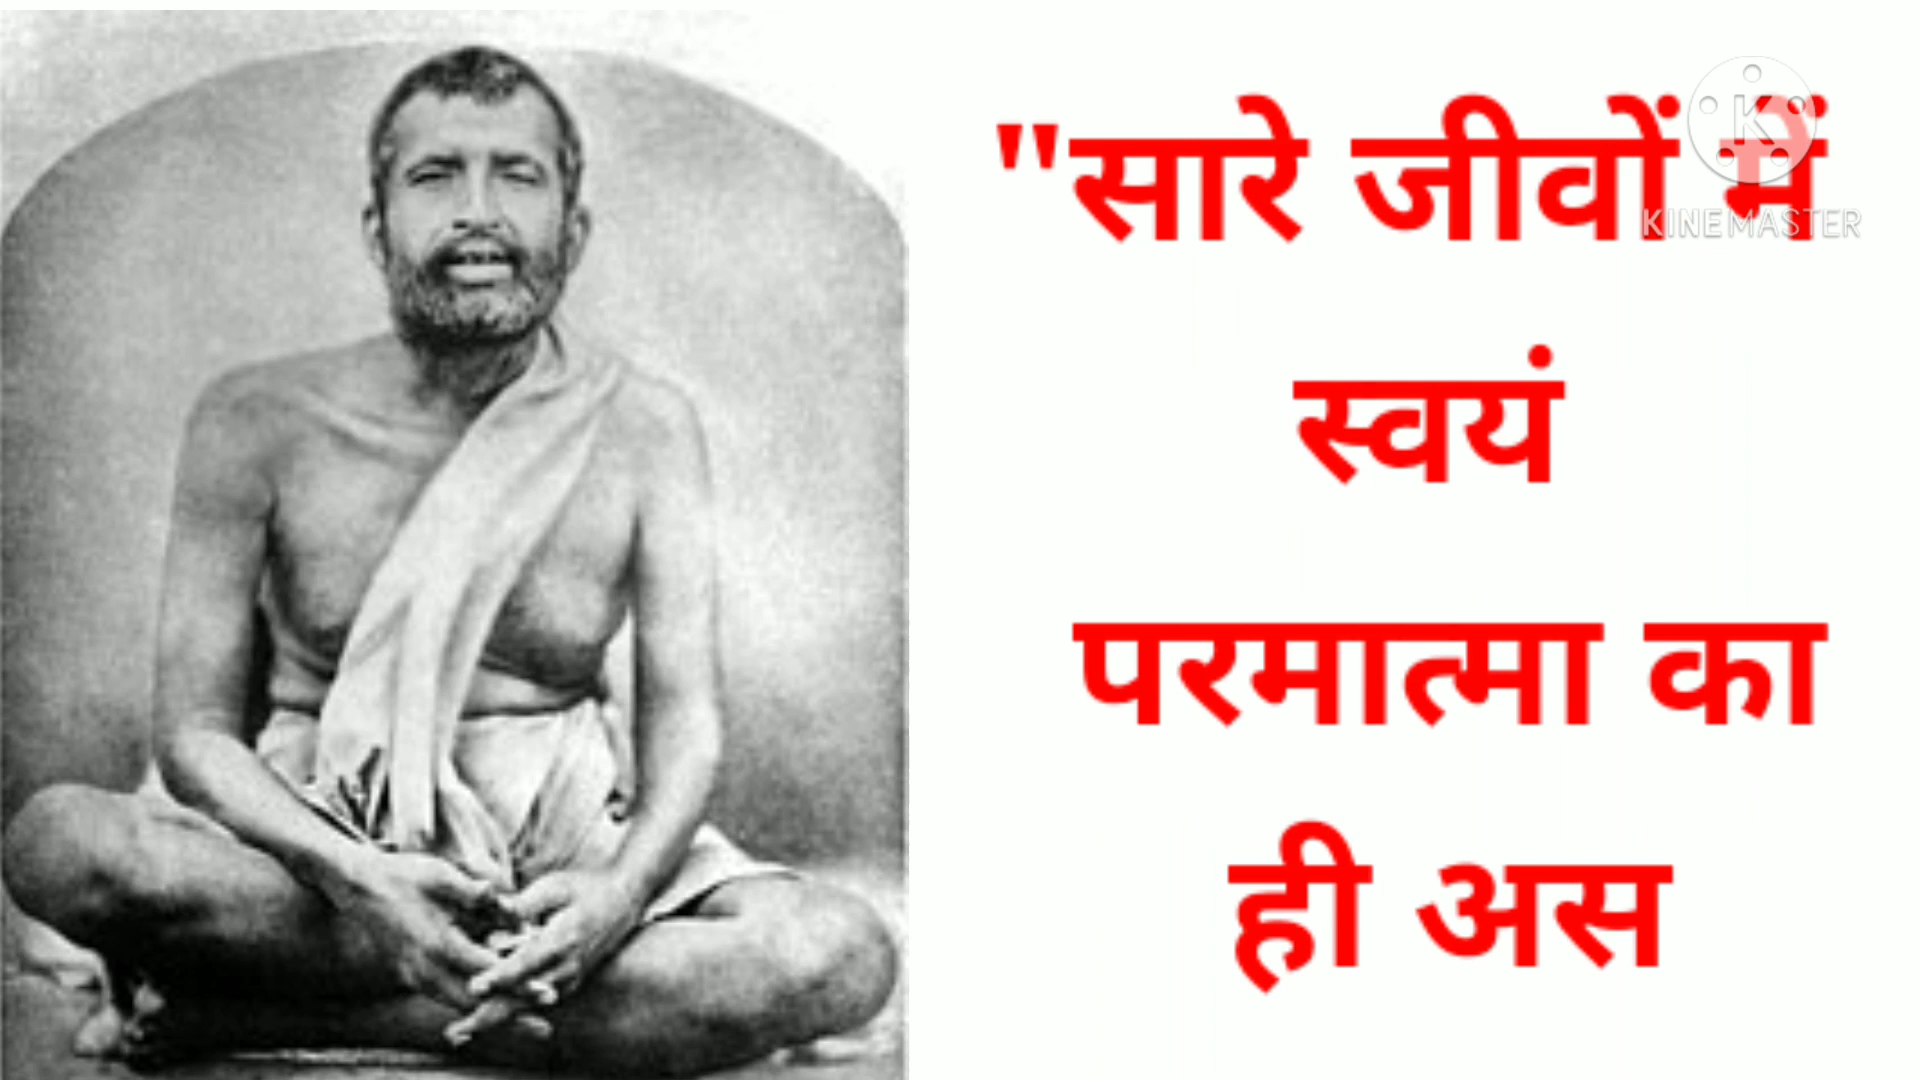 "सारे जीवों में
KINEMASTER
स्वयं
परमात्मा का
ही अस